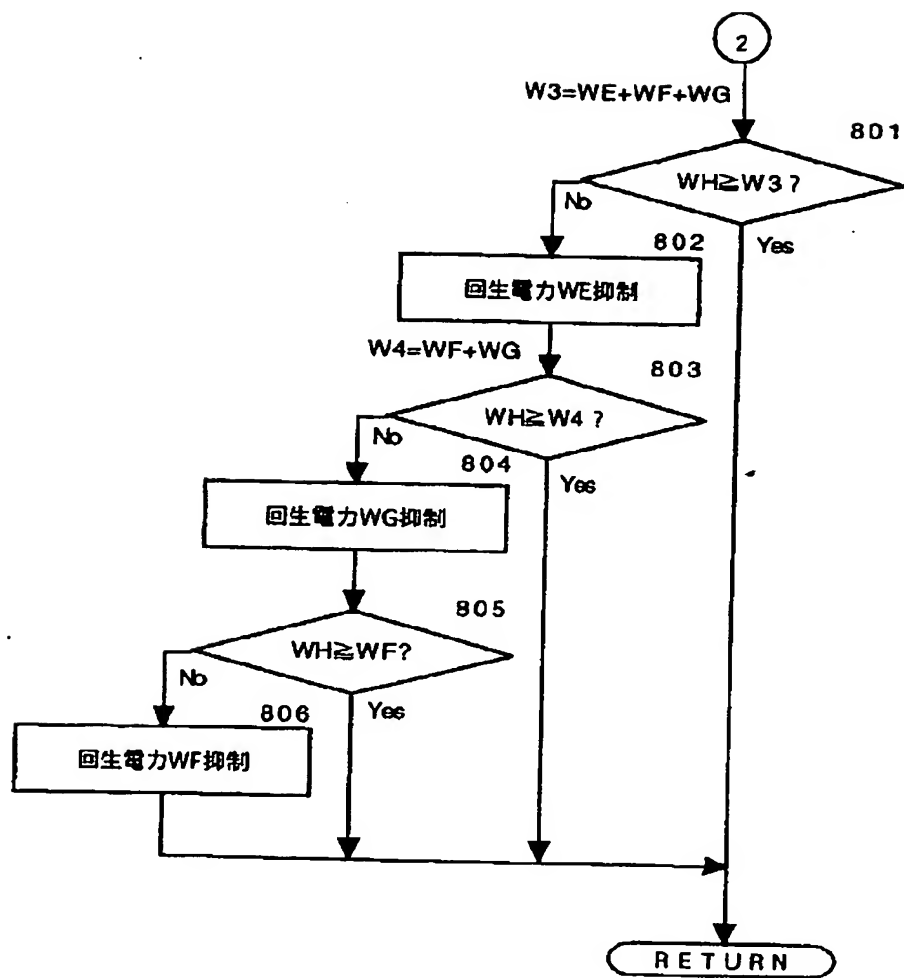 2
W3=WE+WF+WG
801
WH≧W3?
No
Yes
802
回生電力WE抑制
W4=WF+WG
803
WH≧W4?
No
Yes
804
回生電力WG抑制
805
WH≧WF?
No
Yes
806
回生電力WF抑制
RETURN